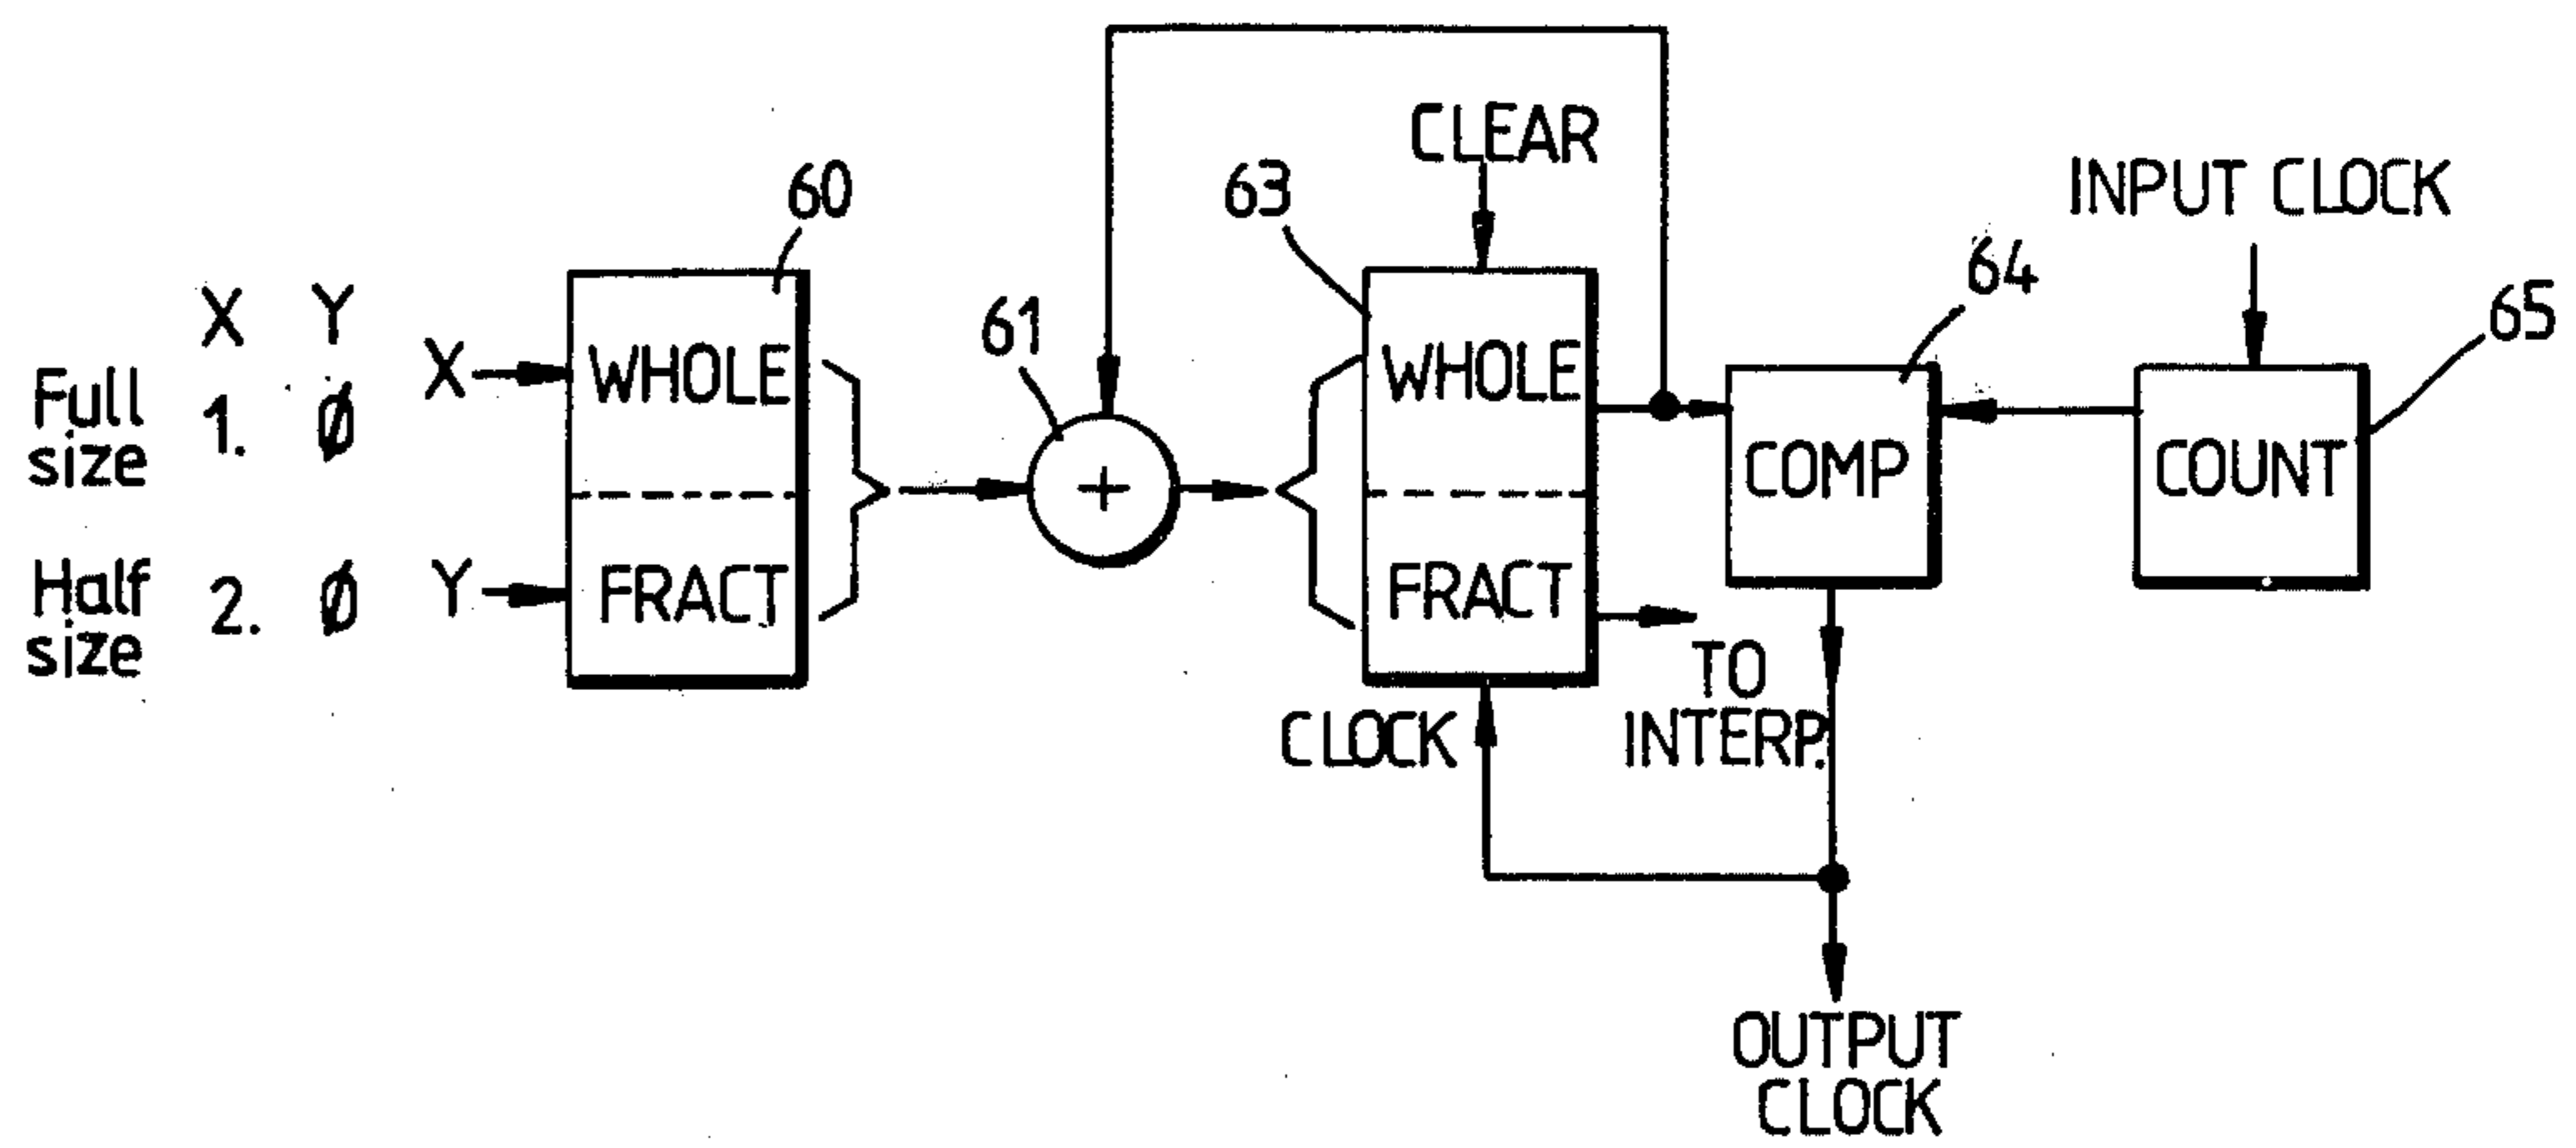 CLEAR
INPUT CLOCK
60
63
64
65
61
X Y
Full size 1. Ø
Half size 2. Ø
X
Y
WHOLE
FRACT
+
WHOLE
FRACT
COMP
COUNT
CLOCK
TO
INTERP.
OUTPUT
CLOCK